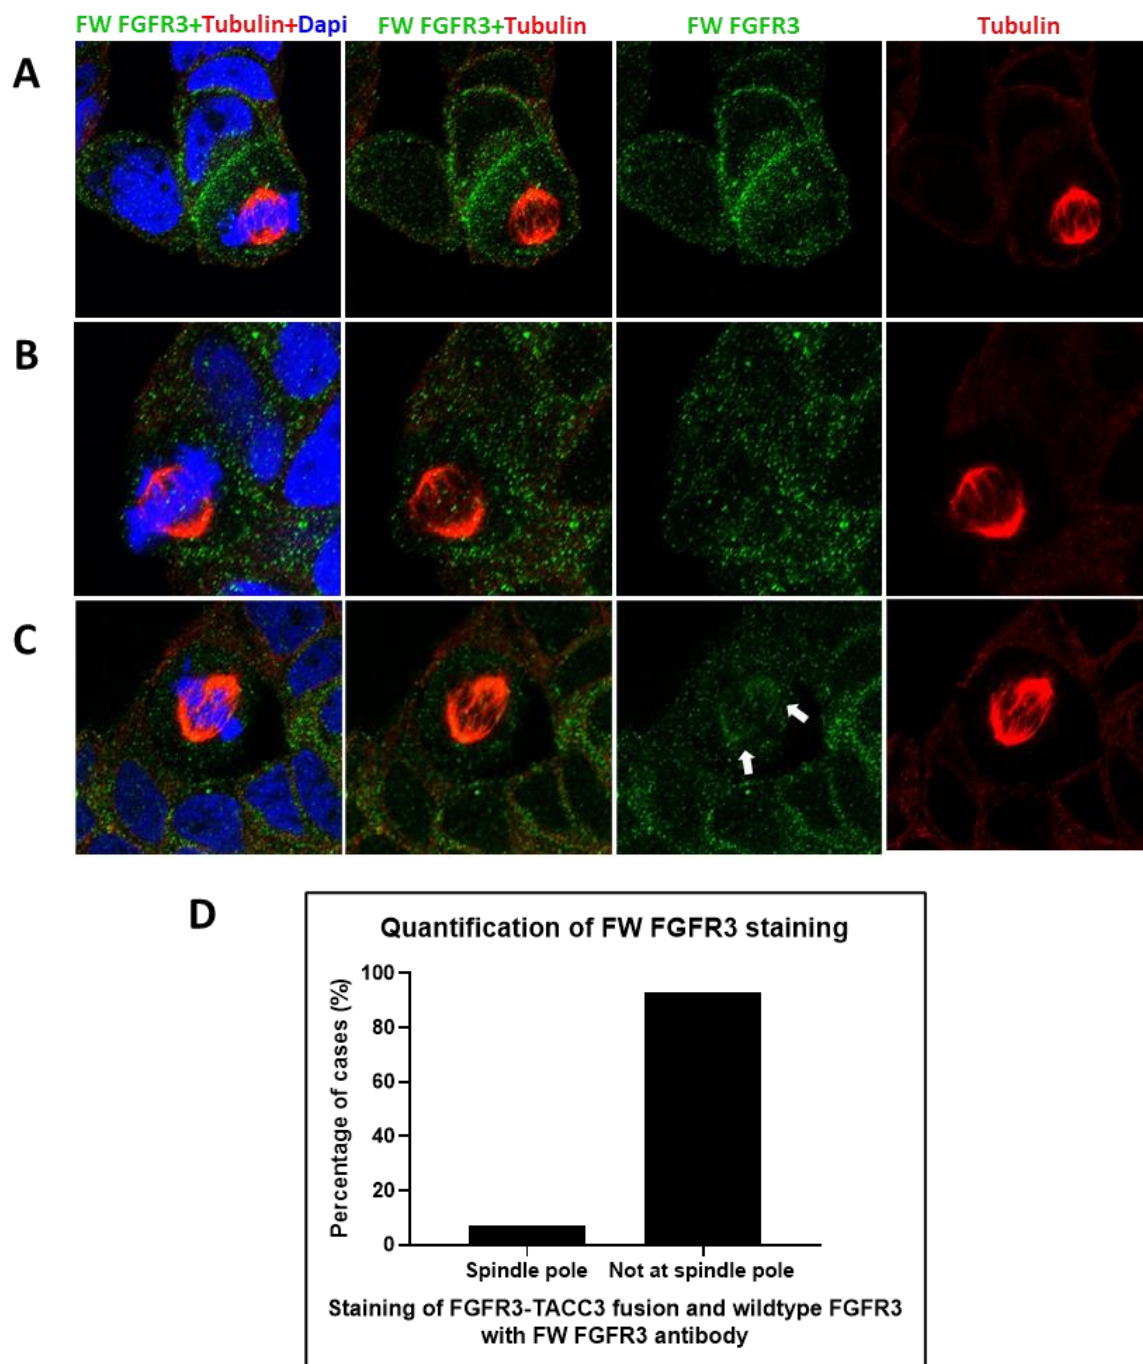 FW FGFR3+Tubulin+Dapi FW FGFR3+Tubulin FW FGFR3 Tubulin
A
B
C
D
Quantification of FW FGFR3 staining
Percentage of cases (%)
100
80
60
40
20
0
Spindle pole Not at spindle pole
Staining of FGFR3-TACC3 fusion and wildtype FGFR3
with FW FGFR3 antibody